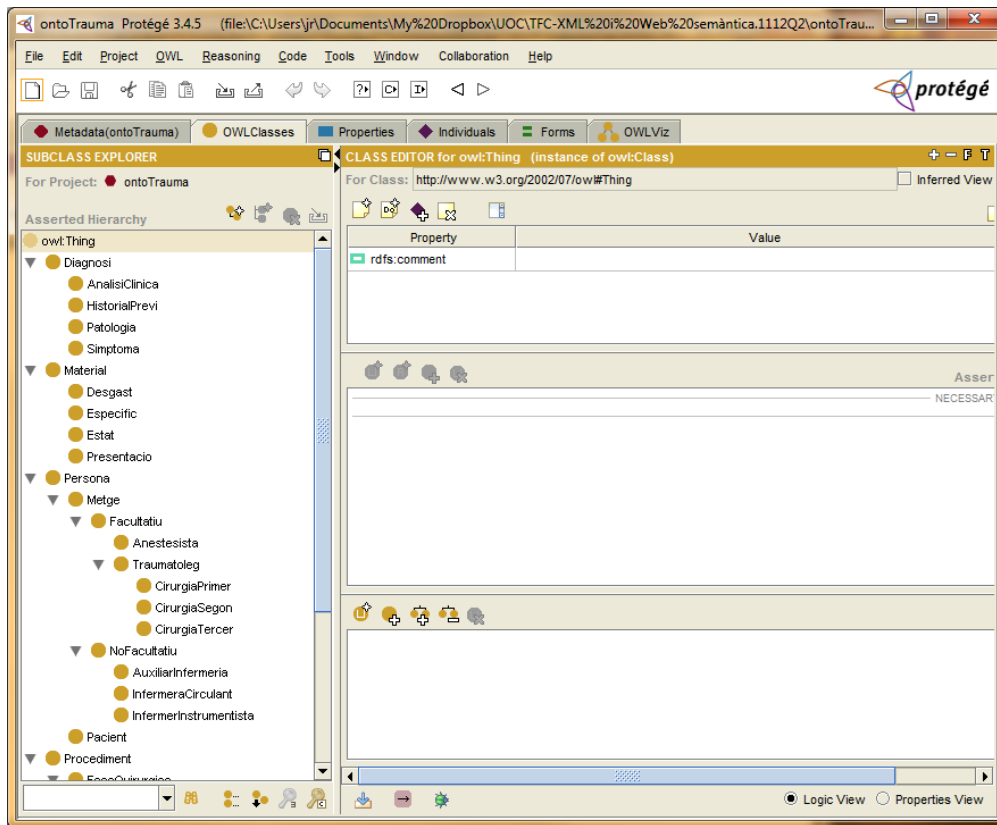 ontoTrauma Protégé 3.4.5 (file:\C:\Users\jr\Documents\My%20Dropbox\UOC\TFC-XML%20i%20Web%20semàntica.1112Q2\ontoTrau...
File Edit Project OWL Reasoning Code Tools Window Collaboration Help
protégé
Metadata(ontoTrauma) OWLClasses Properties Individuals Forms OWLViz
SUBCLASS EXPLORER
CLASS EDITOR for owl:Thing (instance of owl:Class)
For Project: ontoTrauma
For Class: http://www.w3.org/2002/07/owl#Thing Inferred View
Asserted Hierarchy
Property Value
rdfs:comment
owl:Thing
Diagnosi
AnalisiClinica
HistorialPrevi
Patologia
Simptoma
Material
Desgast
Especific
Estat
Presentacio
Persona
Metge
Facultatiu
Anestesista
Traumatoleg
CirurgiaPrimer
CirurgiaSegon
CirurgiaTercer
NoFacultatiu
AuxiliarInfermeria
InfermeraCirculant
InfermerInstrumentista
Pacient
Procediment
Asser
NECESSAR
Logic View Properties View